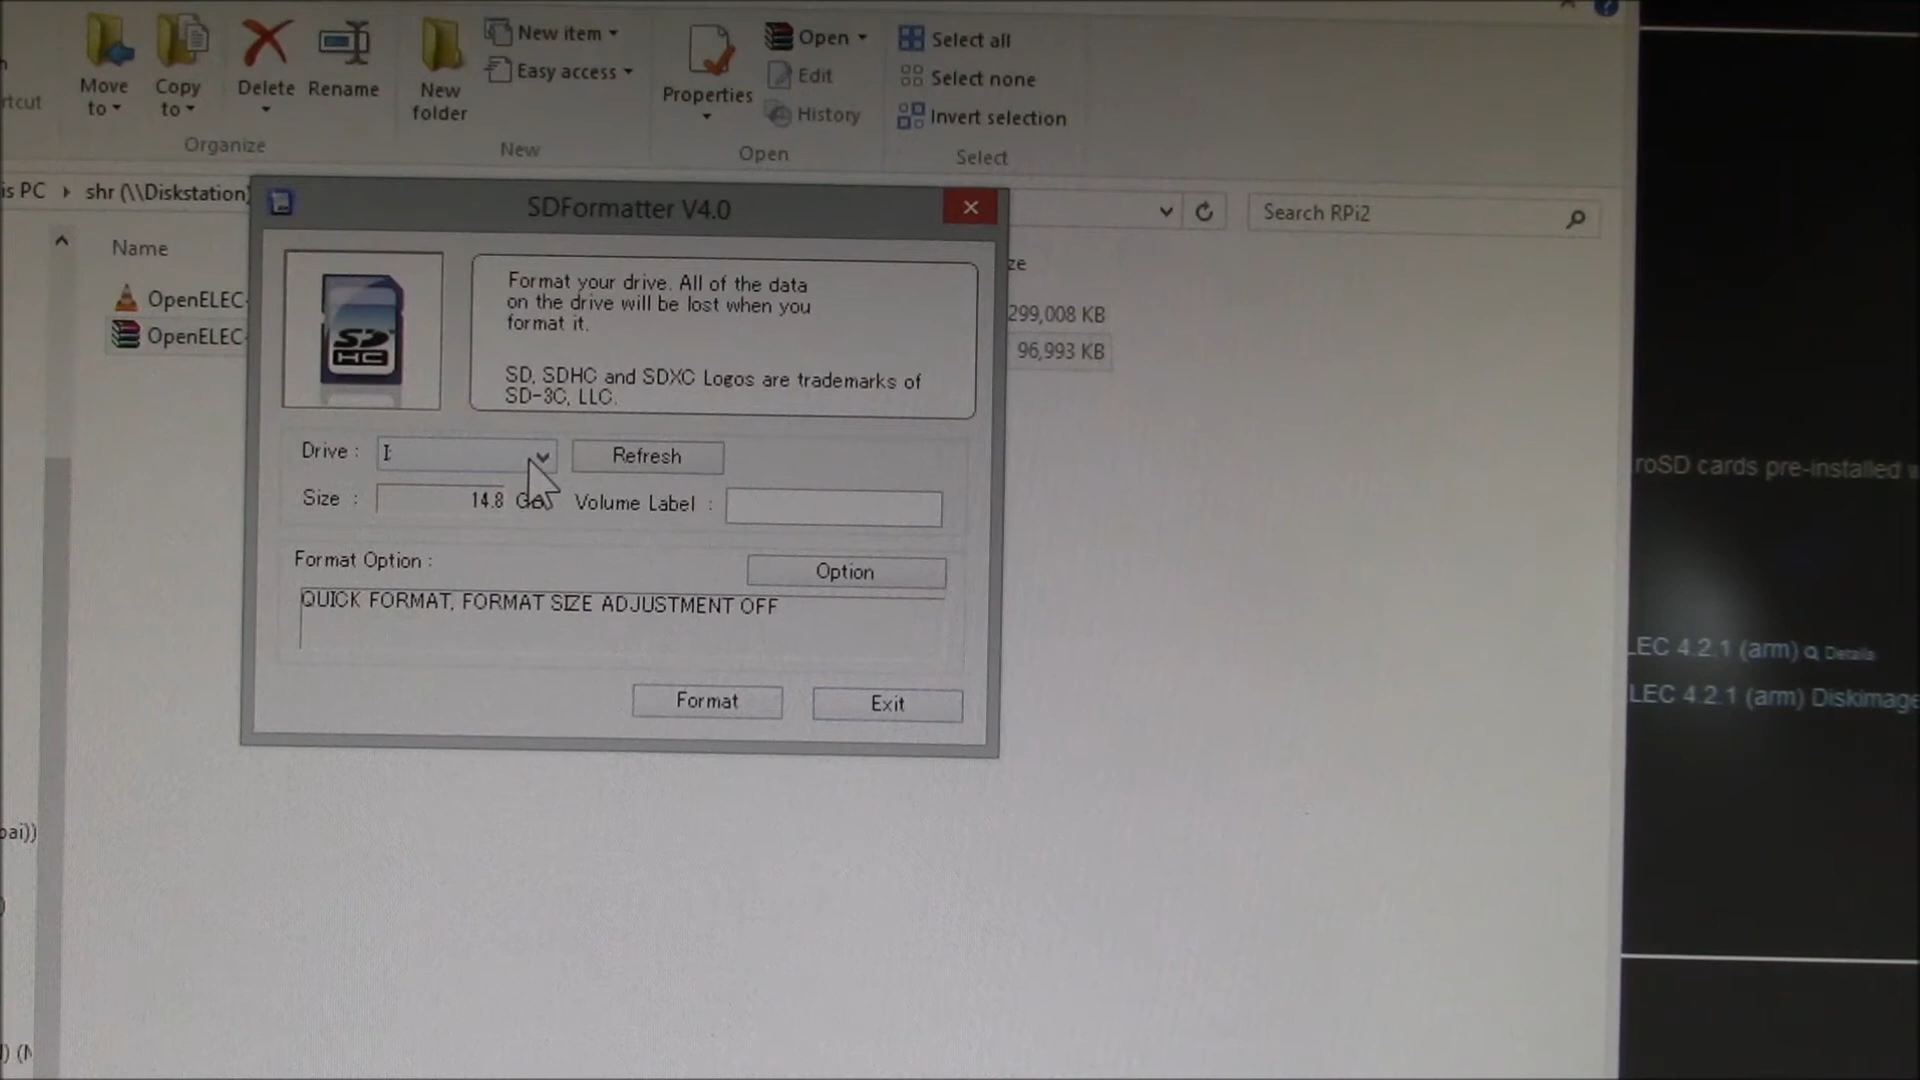 Move
to
Copy
to
Delete
Rename
Organize
New
folder
New item
Easy access
New
Properties
Open
Edit
History
Open
Select all
Select none
Invert selection
Select
rtcut
is PC
shr (\\Diskstation)
Search RPi2
Name
ze
OpenELEC-
299,008 KB
OpenELEC-
96,993 KB
SDFormatter V4.0
SD
HC
Format your drive. All of the data
on the drive will be lost when you
format it.
SD, SDHC and SDXC Logos are trademarks of
SD-3C, LLC.
Drive :
I:
Refresh
Size :
14.8
Volume Label :
Format Option :
Option
QUICK FORMAT, FORMAT SIZE ADJUSTMENT OFF
Format
Exit
roSD cards pre-installed w
LEC 4.2.1 (arm) Details
LEC 4.2.1 (arm) Diskimage
pai))